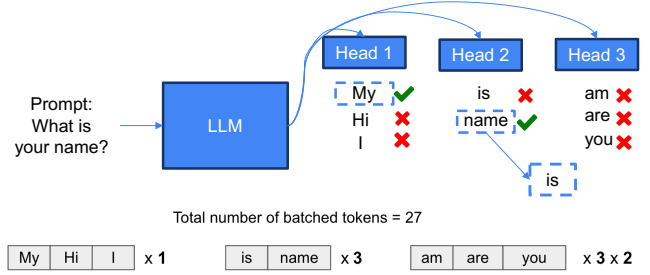 Head 1 Head 2 Head 3
My is am
Prompt:
What is
your name?
LLM
Hi name are
I you
is
Total number of batched tokens = 27
My Hi I x 1
is name x 3
am are you x 3 x 2